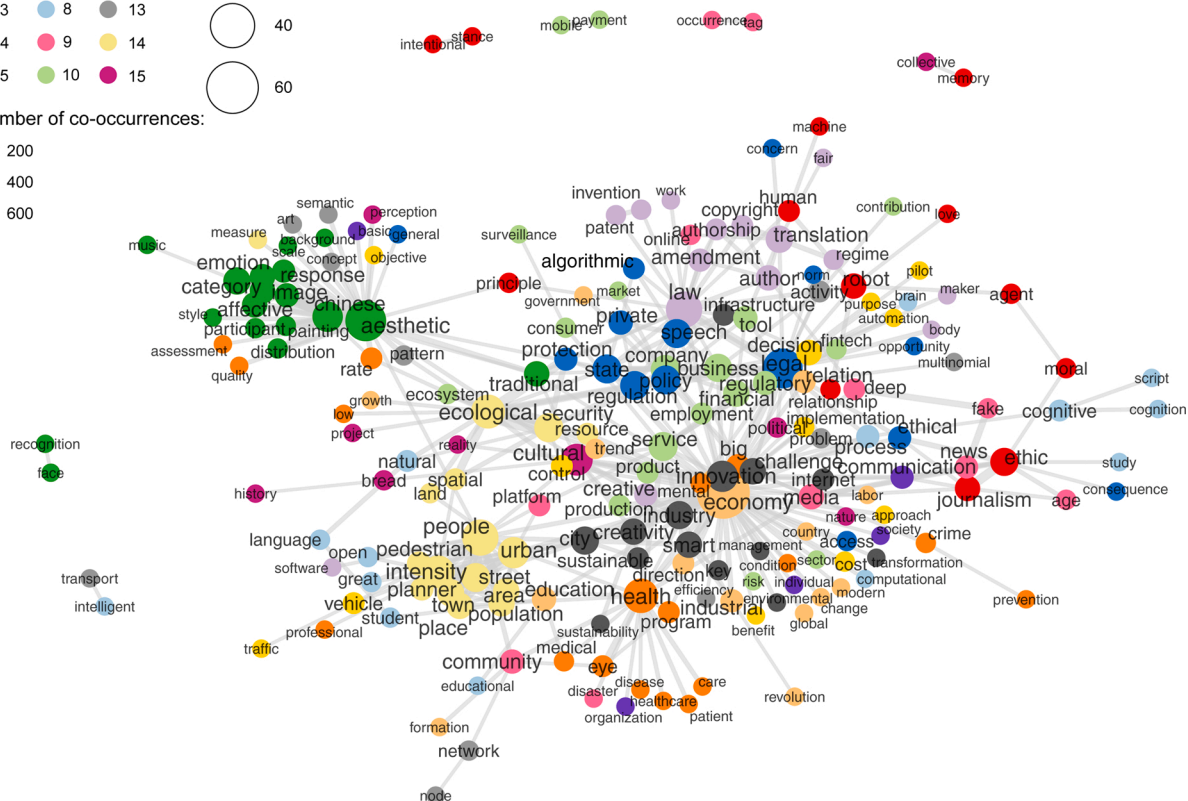 3 8 13 40
4 9 14
5 10 15 60
mber of co-occurrences:
200
400
600
mobile
payment
occurrence
tag
intentional
stance
collective
memory
machine
concern
fair
human
invention
work
copyright
patent
online
authorship
translation
contribution
love
semantic
perception
art
basic
general
measure
background
scale
concept
objective
music
surveillance
emotion
response
category
image
chinese
affective
style
participant
painting
aesthetic
assessment
distribution
quality
rate
pattern
principle
algorithmic
amendment
regime
government
market
law
author
norm
activity
robot
pilot
purpose
brain
maker
agent
infrastructure
private
consumer
speech
tool
automation
body
protection
company
decision
fintech
opportunity
multinomial
traditional
state
policy
business
legal
regulation
regulatory
relation
deep
moral
financial
relationship
script
growth
low
project
ecosystem
ecological
security
employment
implementation
fake
cognitive
cognition
resource
political
problem
ethical
reality
service
process
recognition
face
natural
cultural
trend
big
challenge
communication
news
ethic
study
control
product
innovation
internet
consequence
history
bread
spatial
land
platform
creative
mental
economy
media
labor
journalism
age
production
industry
nature
approach
society
people
city
creativity
country
access
crime
language
pedestrian
urban
smart
management
open
software
sustainable
condition
sector
cost
transformation
transport
intelligent
great
intensity
street
direction
key
risk
individual
computational
planner
area
education
efficiency
environmental
modern
vehicle
town
population
health
industrial
change
prevention
student
place
program
benefit
global
professional
sustainability
traffic
medical
community
eye
educational
disease
care
disaster
healthcare
revolution
organization
patient
formation
network
node